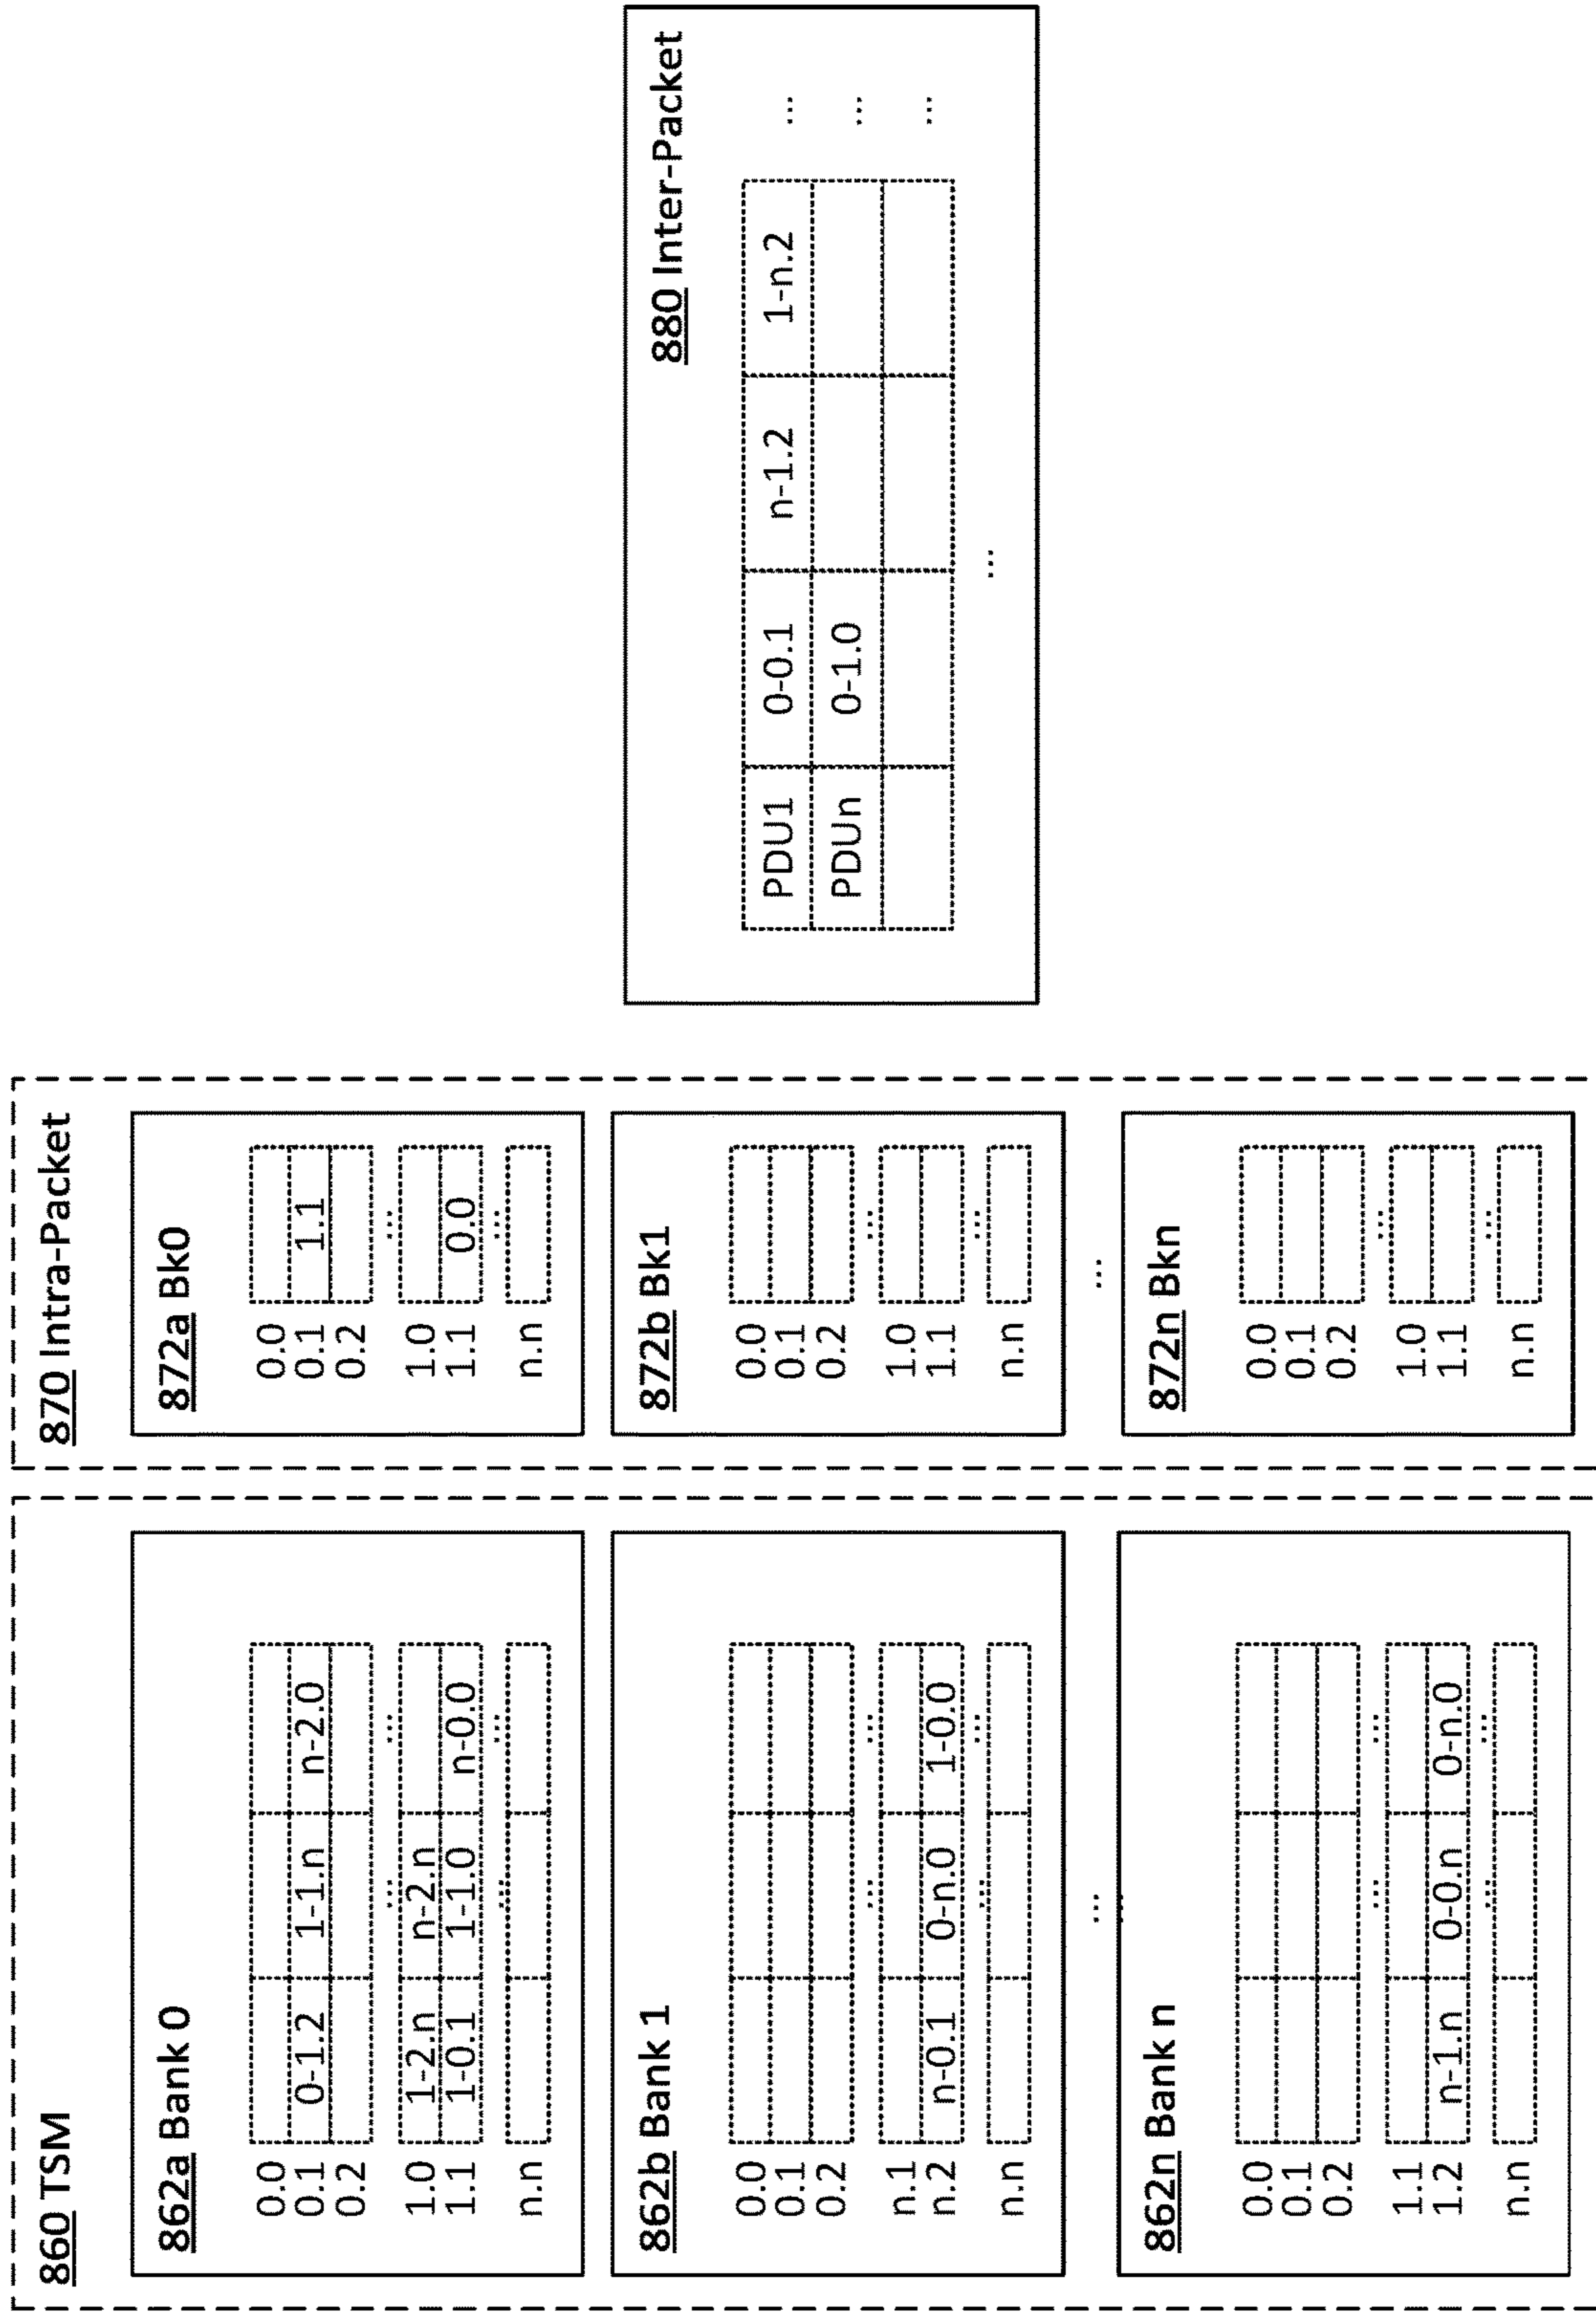 860 TSM
862a Bank 0
0.0
0.1 0-1.2 1-1.n n-2.0
0.2
... ...
1.0 1-2.n n-2.n
1.1 1-0.1 1-1.0 n-0.0
... ...
n.n
862b Bank 1
0.0
0.1
0.2
... ...
n.1
n.2 n-0.1 0-n.0 1-0.0
... ...
n.n
...
862n Bank n
0.0
0.1
0.2
... ...
1.1
1.2 n-1.n 0-0.n 0-n.0
... ...
n.n
870 Intra-Packet
872a Bk0
0.0
0.1 1.1
0.2
...
1.0
1.1 0.0
...
n.n
872b Bk1
0.0
0.1
0.2
...
1.0
1.1
...
n.n
...
872n Bkn
0.0
0.1
0.2
...
1.0
1.1
...
n.n
880 Inter-Packet
PDU1 0-0.1 n-1.2 1-n.2 ...
PDUn 0-1.0 ...
...
...